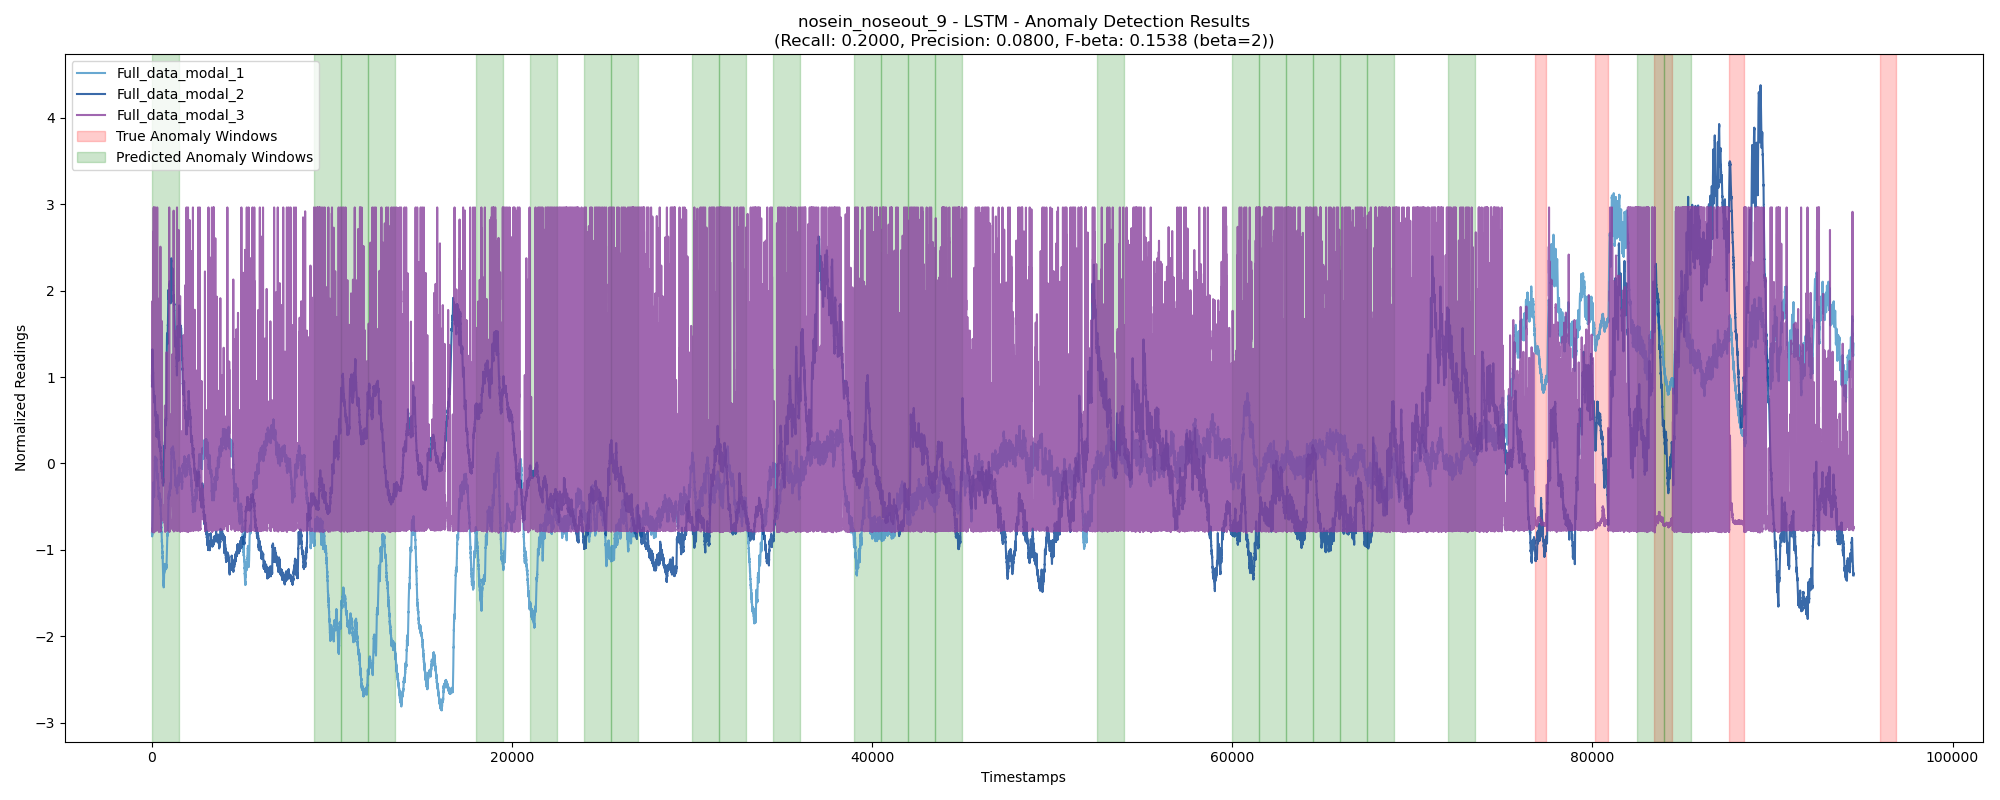 nosein_noseout_9 - LSTM - Anomaly Detection Results
(Recall: 0.2000, Precision: 0.0800, F-beta: 0.1538 (beta=2))
Full_data_modal_1
Full_data_modal_2
Full_data_modal_3
True Anomaly Windows
Predicted Anomaly Windows
Normalized Readings
4
3
2
1
0
−1
−2
−3
0 20000 40000 60000 80000 100000
Timestamps